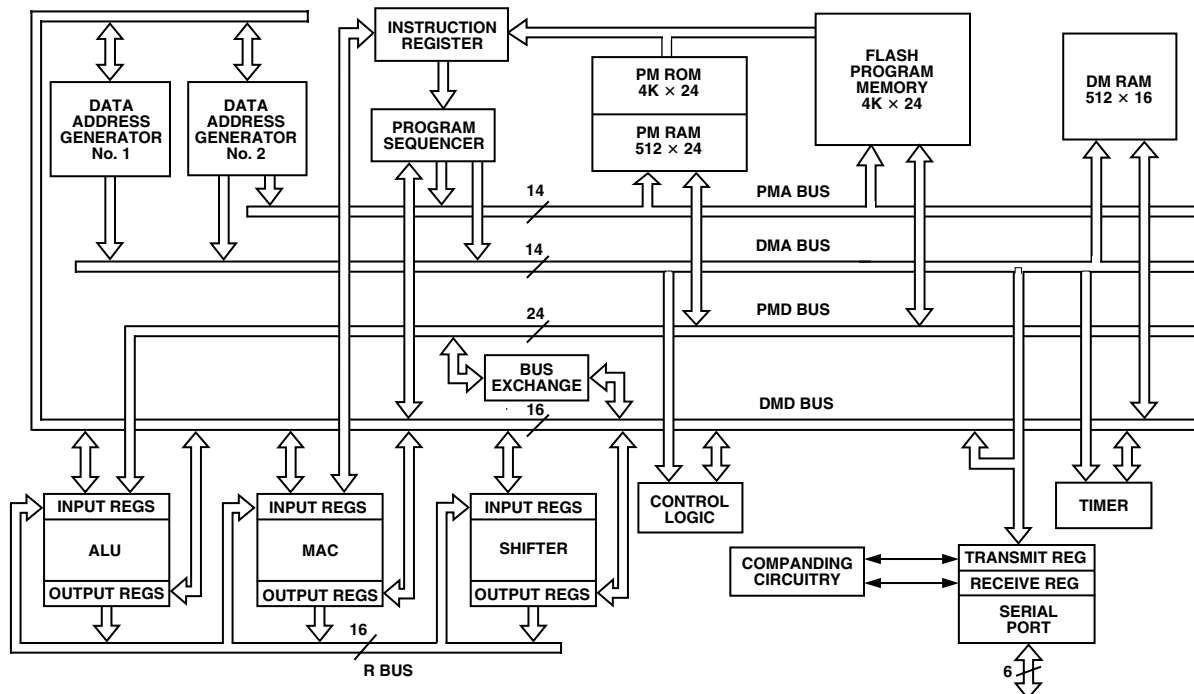 INSTRUCTION
REGISTER
FLASH
PROGRAM
MEMORY
4K × 24
PM ROM
4K × 24
DM RAM
512 × 16
DATA
ADDRESS
GENERATOR
No. 1
DATA
ADDRESS
GENERATOR
No. 2
PROGRAM
SEQUENCER
PM RAM
512 × 24
14
PMA BUS
14
DMA BUS
24
PMD BUS
BUS
EXCHANGE
16
DMD BUS
INPUT REGS
ALU
OUTPUT REGS
INPUT REGS
MAC
OUTPUT REGS
INPUT REGS
SHIFTER
OUTPUT REGS
CONTROL
LOGIC
TIMER
COMPANDING
CIRCUITRY
TRANSMIT REG
RECEIVE REG
SERIAL
PORT
16
R BUS
6